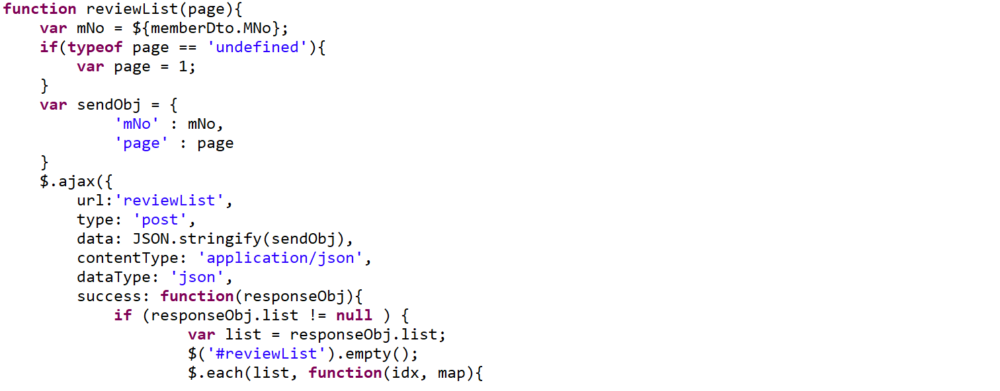 function reviewList(page){
    var mNo = ${memberDto.MNo};
    if(typeof page == 'undefined'){
        var page = 1;
    }
    var sendObj = {
            'mNo' : mNo,
            'page' : page
    }
    $.ajax({
        url:'reviewList',
        type: 'post',
        data: JSON.stringify(sendObj),
        contentType: 'application/json',
        dataType: 'json',
        success: function(responseObj){
            if (responseObj.list != null ) {
                    var list = responseObj.list;
                    $('#reviewList').empty();
                    $.each(list, function(idx, map){